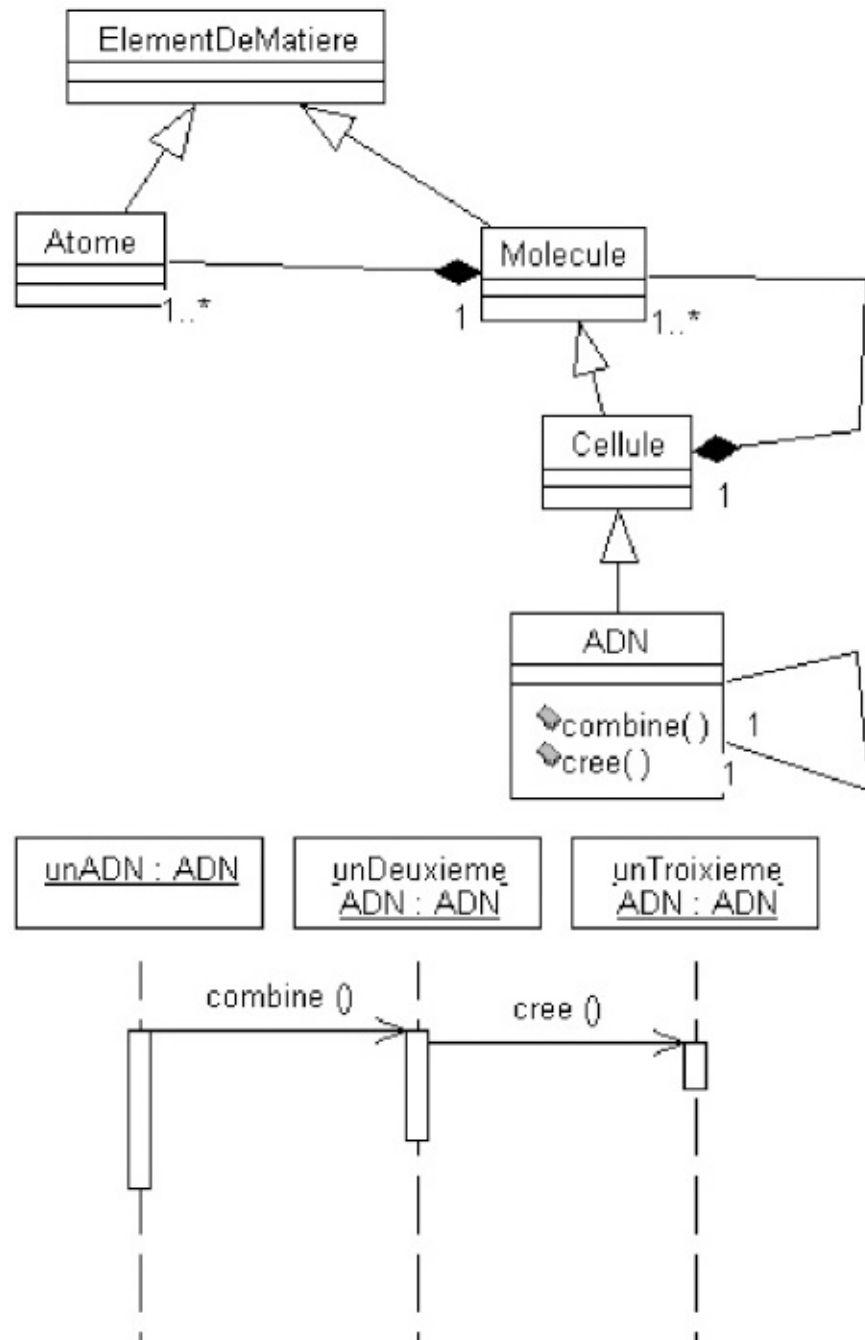 ElementDeMatiere
Atome
Molecule
1..*
1
1..*
Cellule
1
ADN
combine()
1
cree()
1
unADN : ADN
unDeuxieme
ADN : ADN
unTroixieme
ADN : ADN
combine ()
cree ()